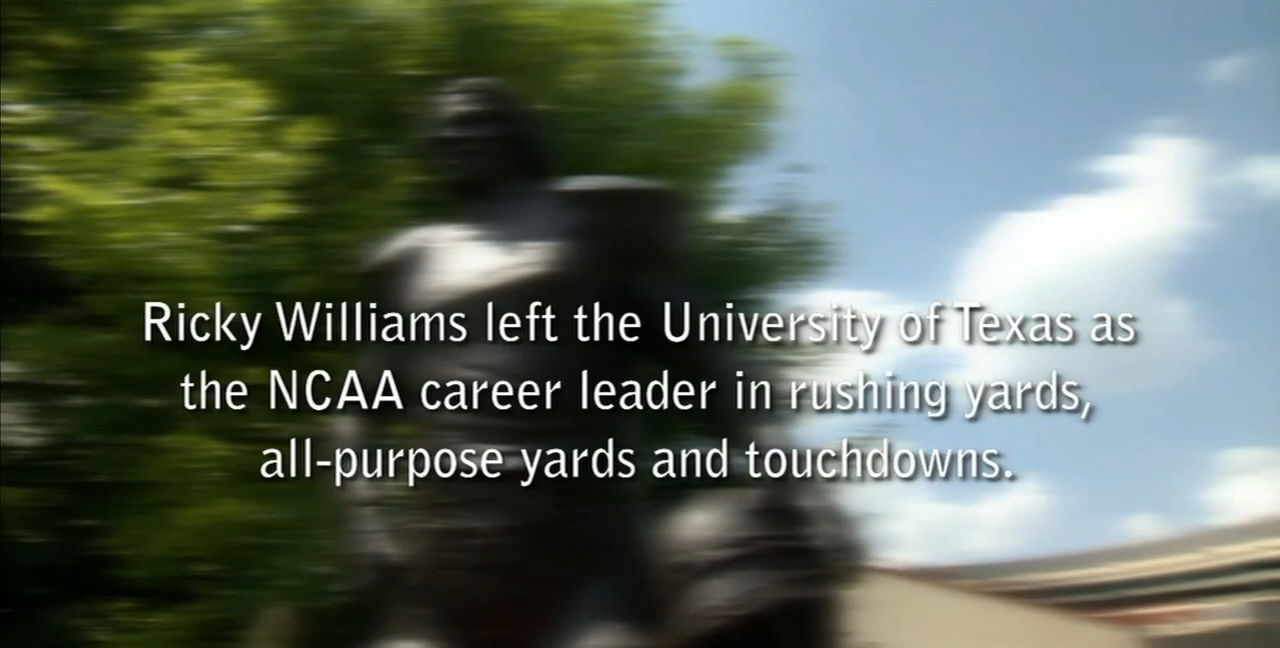 Ricky Williams left the University of Texas as
the NCAA career leader in rushing yards,
all-purpose yards and touchdowns.